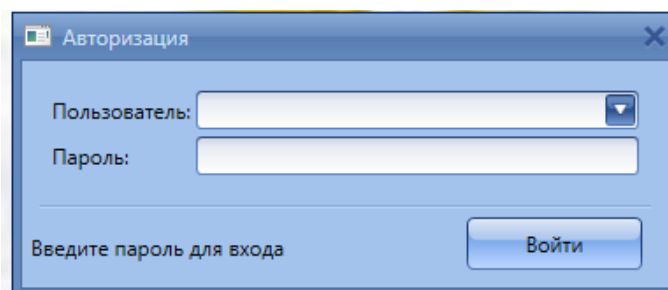 Авторизация
Пользователь:
Пароль:
Введите пароль для входа
Войти